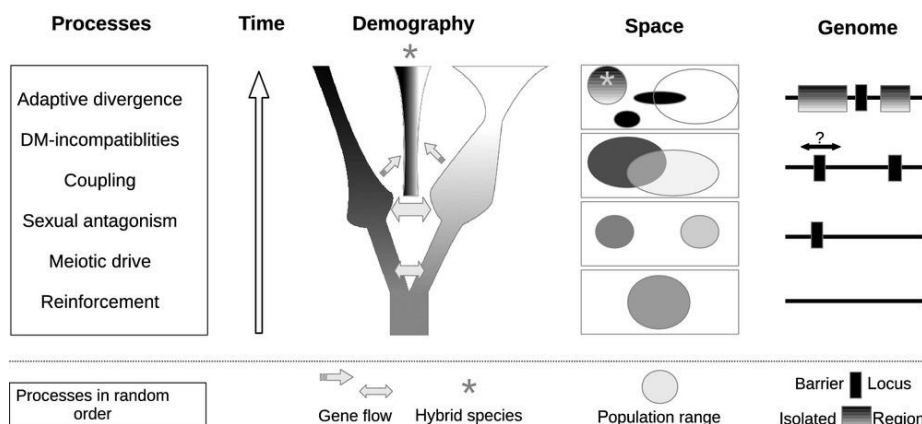 Processes Time Demography Space Genome
*
*
Adaptive divergence
DM-incompatiblities
?
Coupling
Sexual antagonism
Meiotic drive
Reinforcement
Processes in random
order
Gene flow
*
Hybrid species
Population range
Barrier Locus
Isolated Region